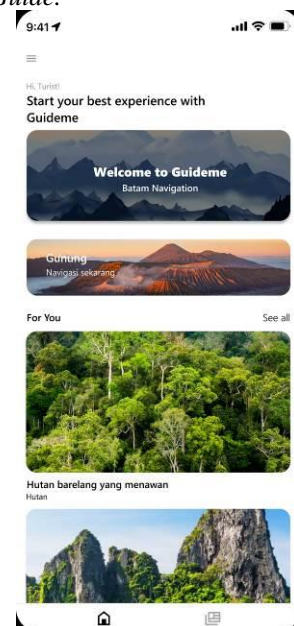 Guide.
9:41
Hi, Turist!
Start your best experience with
Guideme
Welcome to Guideme
Batam Navigation
Gunung
Navigasi sekarang
For You
See all
Hutan barelang yang menawan
Hutan